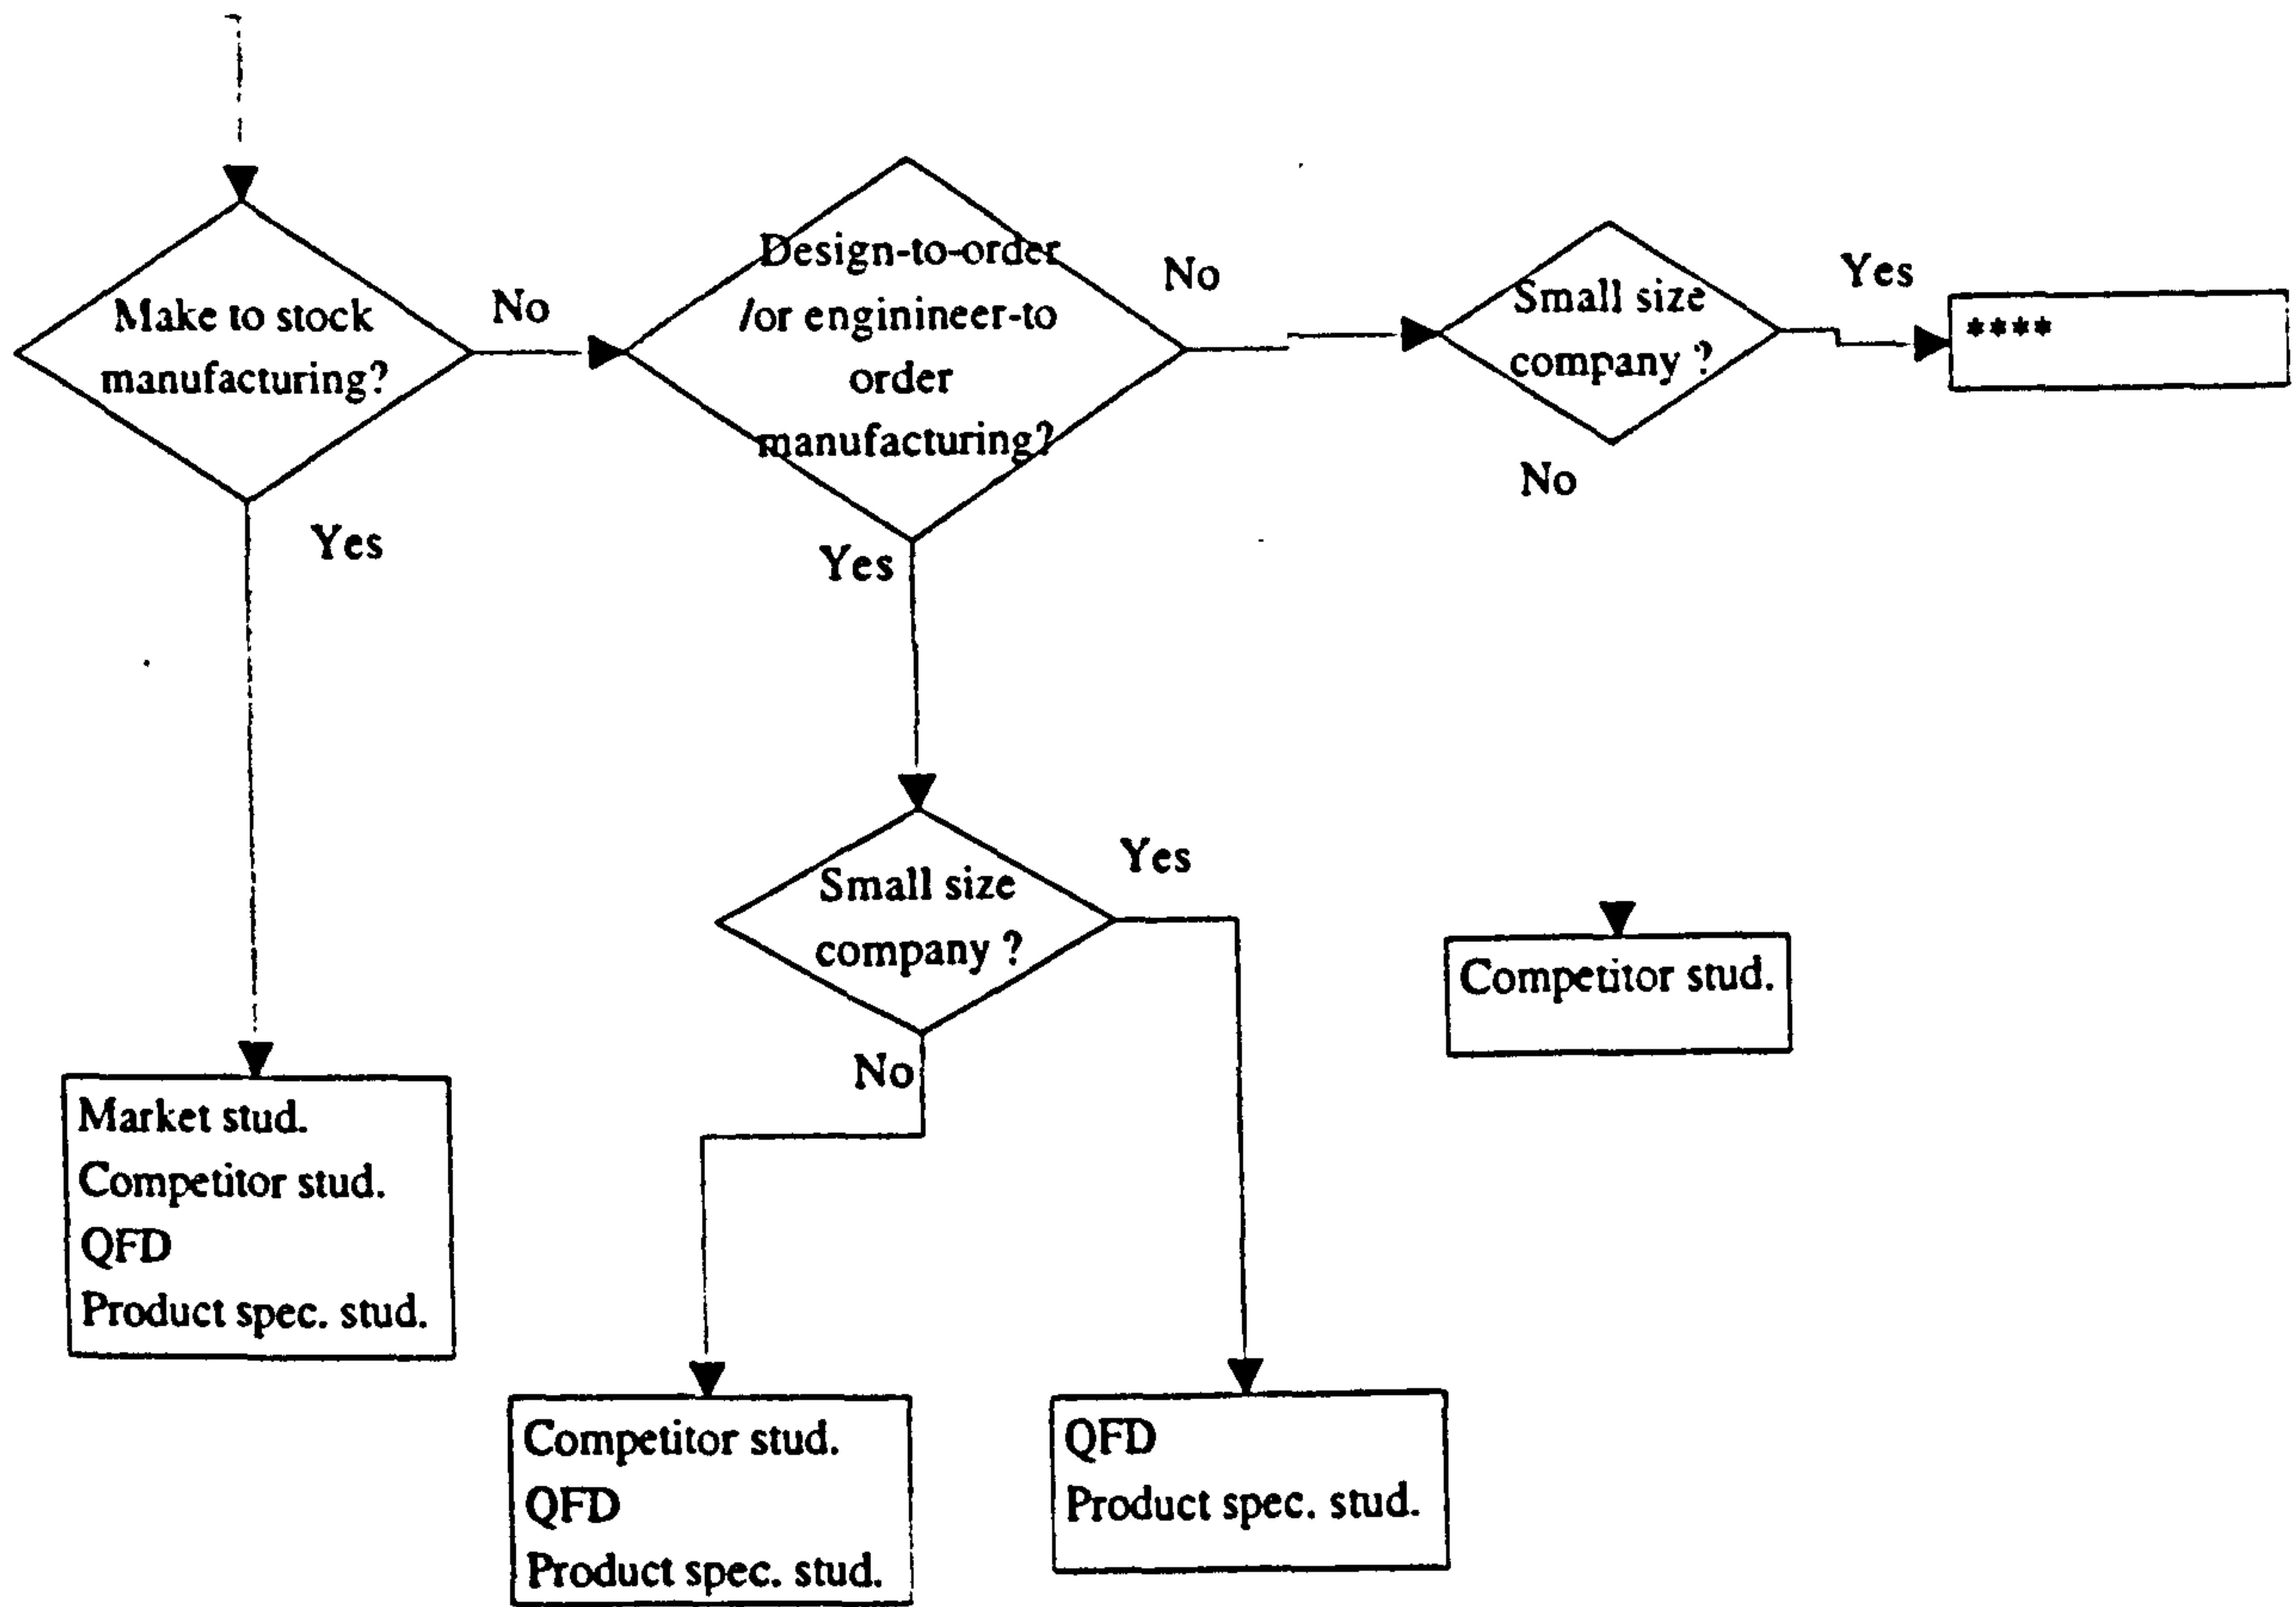 Make to stock
manufacturing?
No
Yes
Design-to-order
/or enginineer-to
order
manufacturing?
No
Yes
Small size
company ?
Yes
No
****
Small size
company ?
Yes
No
Competitor stud.
Market stud.
Competitor stud.
QFD
Product spec. stud.
Competitor stud.
QFD
Product spec. stud.
QFD
Product spec. stud.